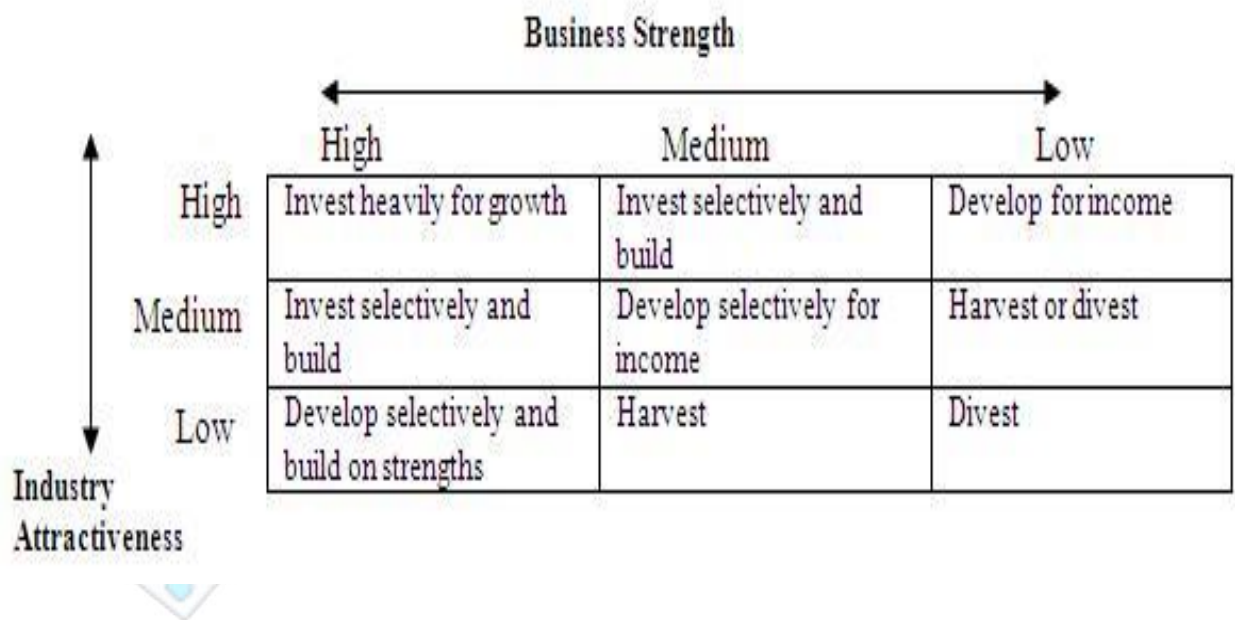 Business Strength
High Medium Low
High Invest heavily for growth Invest selectively and Develop for income
build
Medium Invest selectively and Develop selectively for Harvest or divest
build income
Low Develop selectively and Harvest Divest
build on strengths
Industry
Attractiveness